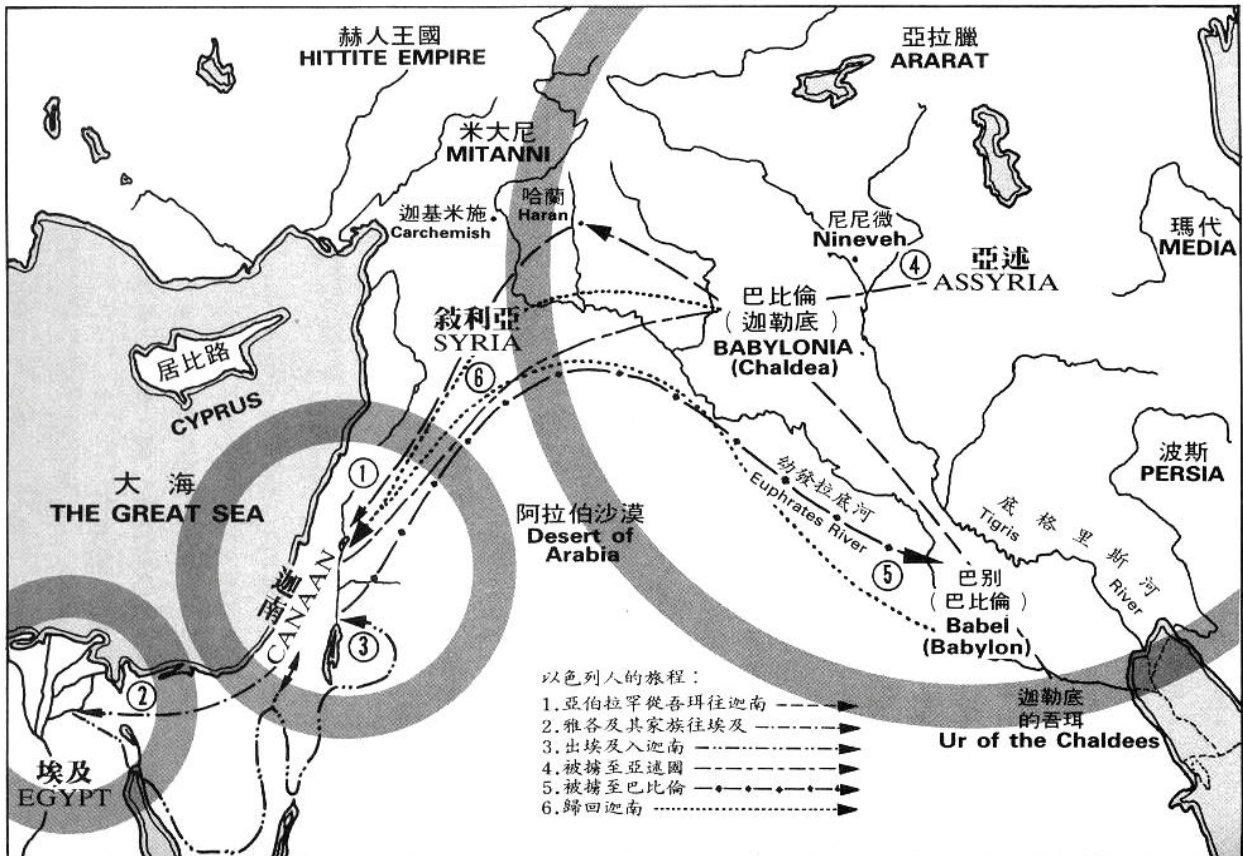 赫人王國
HITTITE EMPIRE
亞拉臘
ARARAT
米大尼
MITANNI
迦基米施
Carchemish
哈蘭
Haran
尼尼微
Nineveh
④
亞述
ASSYRIA
瑪代
MEDIA
敍利亞
SYRIA
⑥
巴比倫
（迦勒底）
BABYLONIA
(Chaldea)
居比路
CYPRUS
大海
THE GREAT SEA
①
阿拉伯沙漠
Desert of
Arabia
幼發拉底河
Euphrates River
⑤
底格里斯河
Tigris River
波斯
PERSIA
巴別
（巴比倫）
Babel
(Babylon)
迦南
CANAAN
③
②
埃及
EGYPT
迦勒底
的吾珥
Ur of the Chaldees
以色列人的旅程：
1.亞伯拉罕從吾珥往迦南
2.雅各及其家族往埃及
3.出埃及入迦南
4.被擄至亞述國
5.被擄至巴比倫
6.歸回迦南